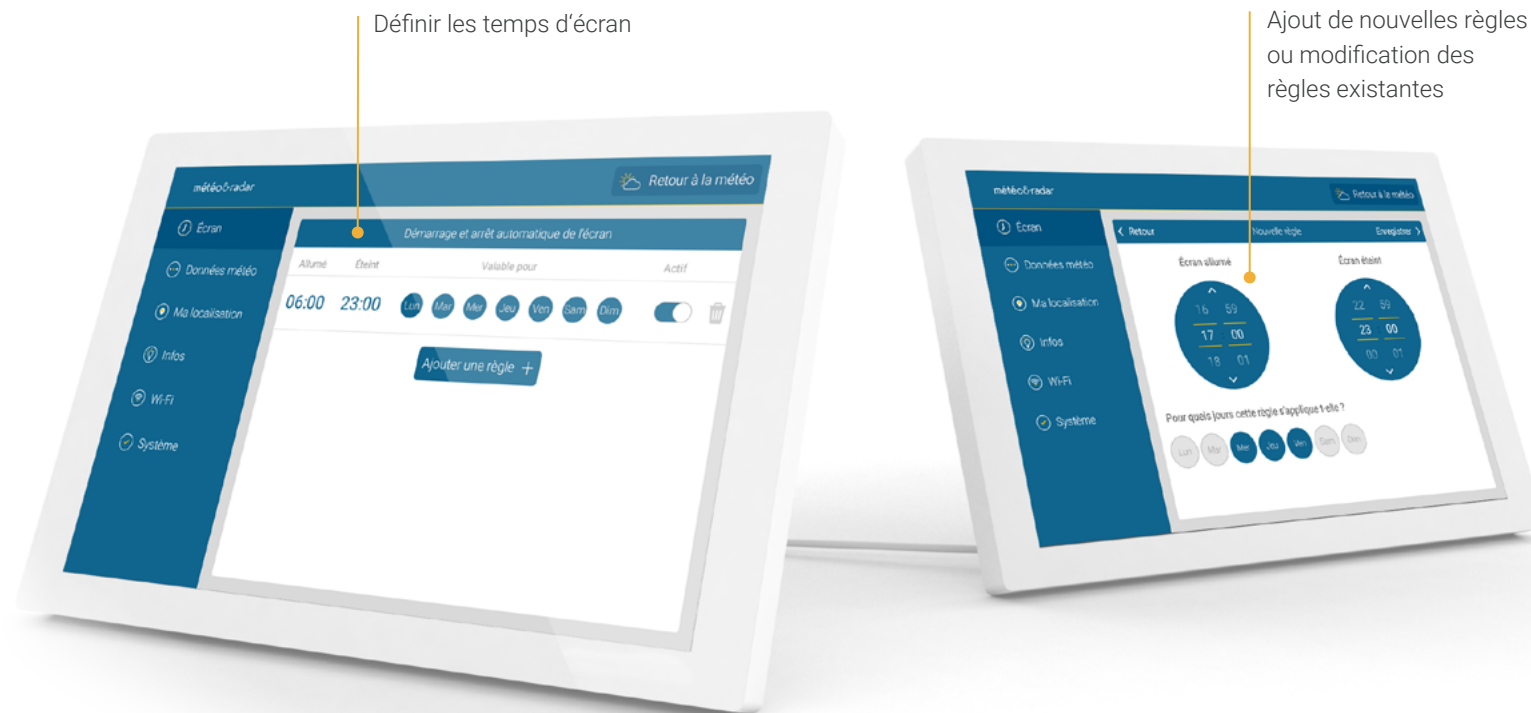 Définir les temps d‘écran
Ajout de nouvelles règles
ou modification des
règles existantes
météo&radar
Retour à la météo
Écran
Données météo
Ma localisation
Infos
Wi-Fi
Système
Démarrage et arrêt automatique de l'écran
Allumé Éteint Valable pour Actif
06:00 23:00 Lun Mar Mer Jeu Ven Sam Dim
Ajouter une règle +
météo&radar
Retour à la météo
Écran
Données météo
Ma localisation
Infos
Wi-Fi
Système
< Retour Nouvelle règle Enregistrer >
Écran allumé Écran éteint
16 59 22 59
17 00 23 00
18 01 00 01
Pour quels jours cette règle s'applique t-elle ?
Lun Mar Mer Jeu Ven Sam Dim